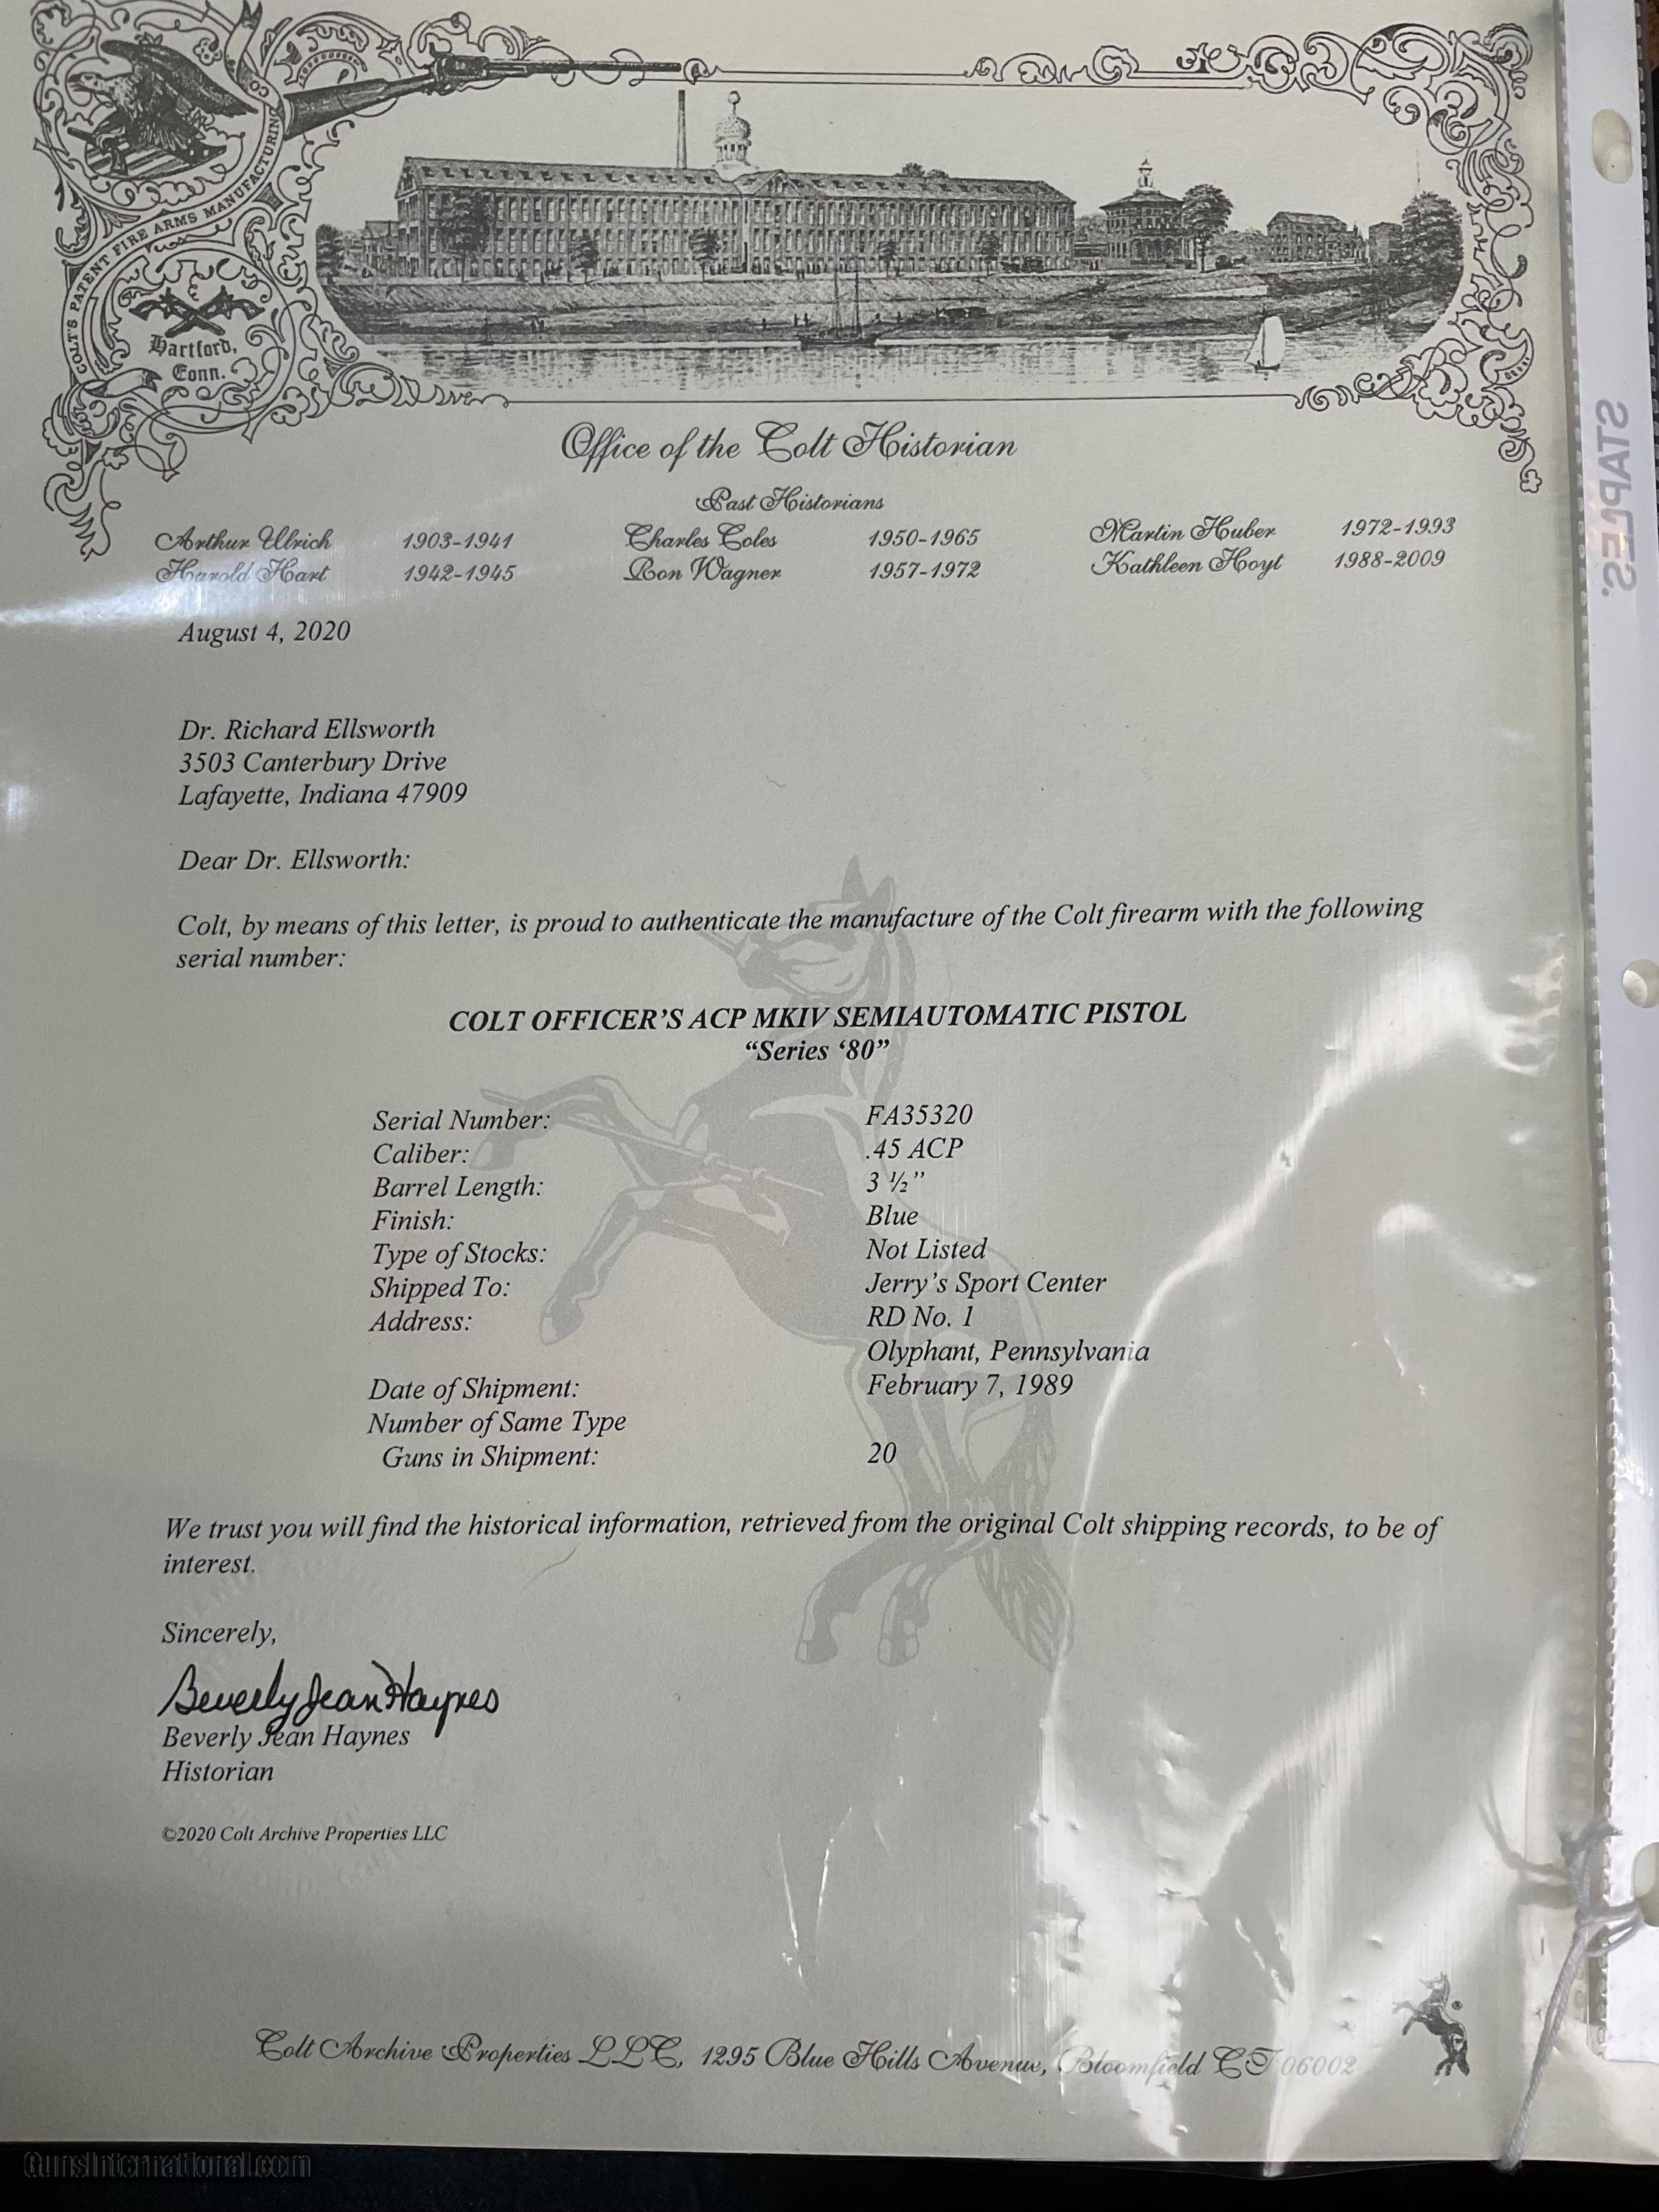 COLT'S PATENT FIRE ARMS MANUFACTURING CO
Hartford,
Conn.
Office of the Colt Historian
Past Historians
Arthur Ulrich 1903-1941 Charles Coles 1950-1965 Martin Huber 1972-1993
Harold Hart 1942-1945 Ron Wagner 1957-1972 Kathleen Hoyt 1988-2009
STAPLES.
August 4, 2020
Dr. Richard Ellsworth
3503 Canterbury Drive
Lafayette, Indiana 47909
Dear Dr. Ellsworth:
Colt, by means of this letter, is proud to authenticate the manufacture of the Colt firearm with the following
serial number:
COLT OFFICER'S ACP MKIV SEMIAUTOMATIC PISTOL
“Series ‘80”
Serial Number: FA35320
Caliber: .45 ACP
Barrel Length: 3 ½”
Finish: Blue
Type of Stocks: Not Listed
Shipped To: Jerry’s Sport Center
Address: RD No. 1
Olyphant, Pennsylvania
Date of Shipment: February 7, 1989
Number of Same Type
Guns in Shipment: 20
We trust you will find the historical information, retrieved from the original Colt shipping records, to be of
interest.
Sincerely,
Beverly Jean Haynes
Beverly Jean Haynes
Historian
©2020 Colt Archive Properties LLC
Colt Archive Properties LLC, 1295 Blue Hills Avenue, Bloomfield CT 06002
®
GunsInternational.com